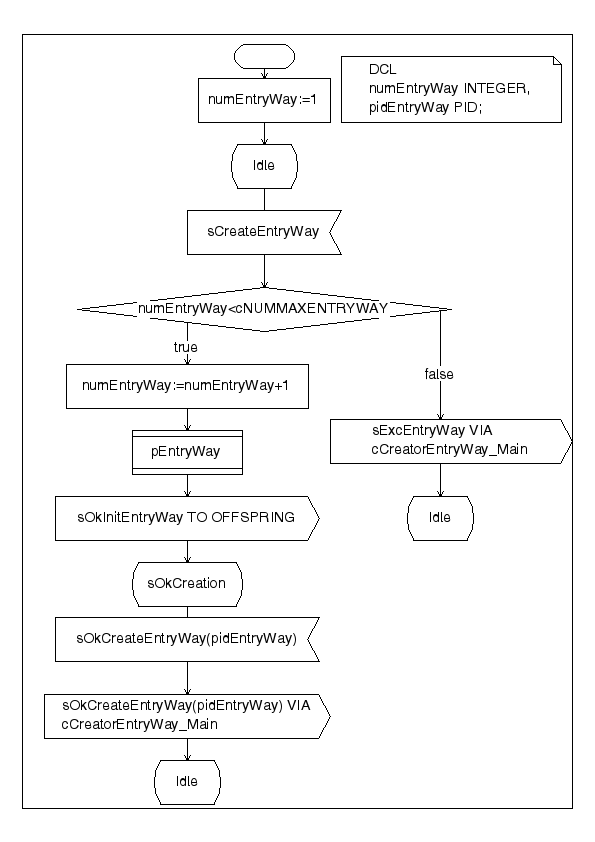 DCL
numEntryWay INTEGER,
pidEntryWay PID;
numEntryWay:=1
Idle
sCreateEntryWay
numEntryWay<cNUMMAXENTRYWAY
true
false
numEntryWay:=numEntryWay+1
sExcEntryWay VIA
cCreatorEntryWay_Main
pEntryWay
sOkInitEntryWay TO OFFSPRING
Idle
sOkCreation
sOkCreateEntryWay(pidEntryWay)
sOkCreateEntryWay(pidEntryWay) VIA
cCreatorEntryWay_Main
Idle